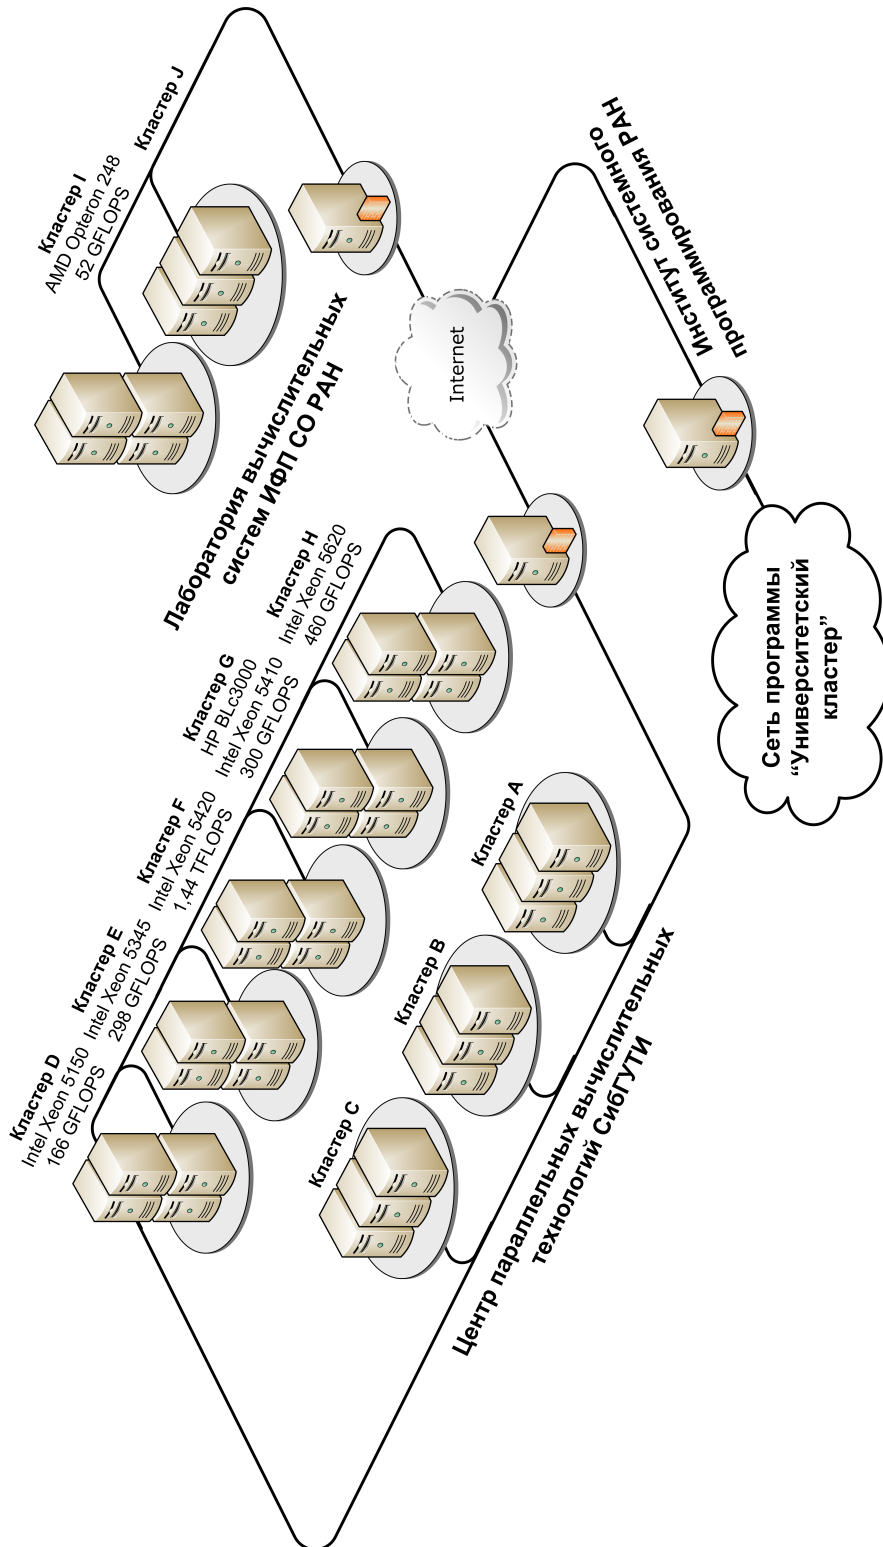 Кластер J
Кластер I
AMD Opteron 248
52 GFLOPS
Лаборатория вычислительных
систем ИФП СО РАН
Internet
Институт системного
программирования РАН
Сеть программы
“Университетский
кластер”
Кластер H
Intel Xeon 5620
460 GFLOPS
Кластер G
HP BLc3000
Intel Xeon 5410
300 GFLOPS
Кластер F
Intel Xeon 5420
1,44 TFLOPS
Кластер E
Intel Xeon 5345
298 GFLOPS
Кластер D
Intel Xeon 5150
166 GFLOPS
Кластер A
Кластер B
Кластер C
Центр параллельных вычислительных
технологий СибГУТИ